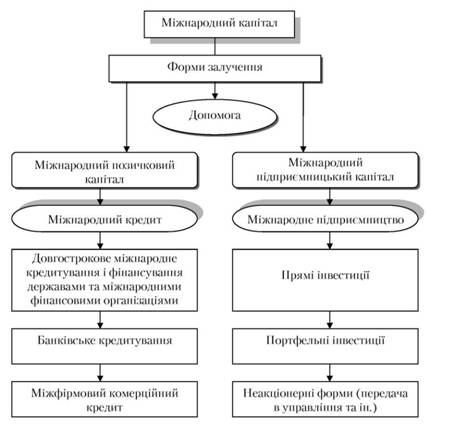 Міжнародний капітал
Форми залучення
Допомога
Міжнародний позичковий
капітал
Міжнародний
підприємницький капітал
Міжнародний кредит
Міжнародне підприємництво
Довгострокове міжнародне
кредитування і фінансування
державами та міжнародними
фінансовими організаціями
Прямі інвестиції
Банківське кредитування
Портфельні інвестиції
Міжфірмовий комерційний
кредит
Неакціонерні форми (передача
в управління та ін.)